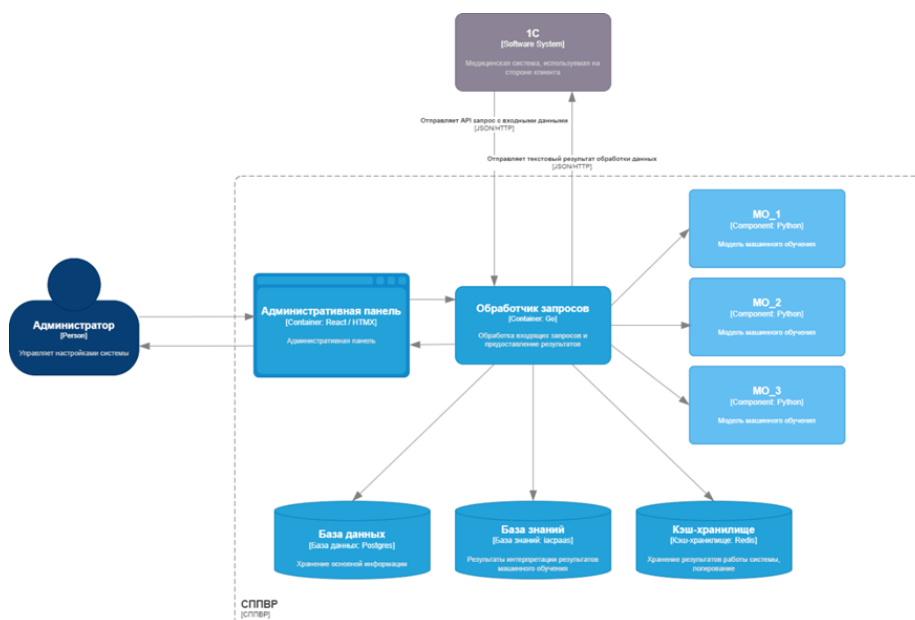 1С
[Software System]
Медицинская система, используемая на
стороне клиента
Отправляет API запрос с входными данными
[JSON/HTTP]
Отправляет текстовый результат обработки данных
[JSON/HTTP]
МО_1
[Component: Python]
Модель машинного обучения
Администратор
[Person]
Управляет настройками системы
Административная панель
[Container: React / HTMX]
Административная панель
Обработчик запросов
[Container: Go]
Обработка входящих запросов и
предоставление результатов
МО_2
[Component: Python]
Модель машинного обучения
МО_3
[Component: Python]
Модель машинного обучения
База данных
[База данных: Postgres]
Хранение основной информации
База знаний
[База знаний: iacpaas]
Результаты интерпретации результатов
машинного обучения
Кэш-хранилище
[Кэш-хранилище: Redis]
Хранение результатов работы системы,
логирование
СППВР
[СППВР]